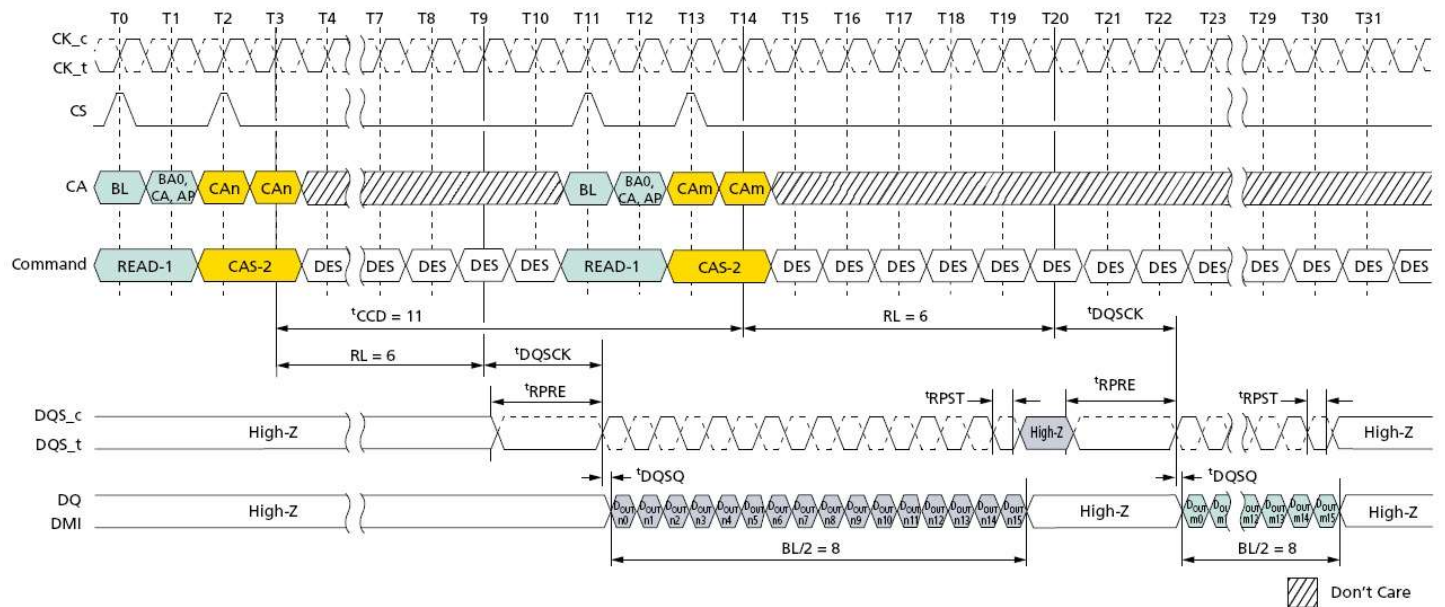 T0 T1 T2 T3 T4 T7 T8 T9 T10 T11 T12 T13 T14 T15 T16 T17 T18 T19 T20 T21 T22 T23 T29 T30 T31
CK_c
CK_t
CS
CA BL BA0, CA, AP CAn CAn BL BA0, CA, AP CAm CAm
Command READ-1 CAS-2 DES DES DES DES DES READ-1 CAS-2 DES DES DES DES DES DES DES DES DES DES DES DES DES
tCCD = 11 RL = 6 tDQSCK
RL = 6 tDQSCK
tRPRE tRPST tRPRE tRPST
DQS_c
DQS_t High-Z High-Z High-Z
tDQSQ tDQSQ
DQ
DMI High-Z DOUT n0 DOUT n1 DOUT n2 DOUT n3 DOUT n4 DOUT n5 DOUT n6 DOUT n7 DOUT n8 DOUT n9 DOUT n10 DOUT n11 DOUT n12 DOUT n13 DOUT n14 DOUT n15 High-Z DOUT m0 DOUT m12 DOUT m13 DOUT m14 DOUT m15 High-Z
BL/2 = 8 BL/2 = 8
Don't Care